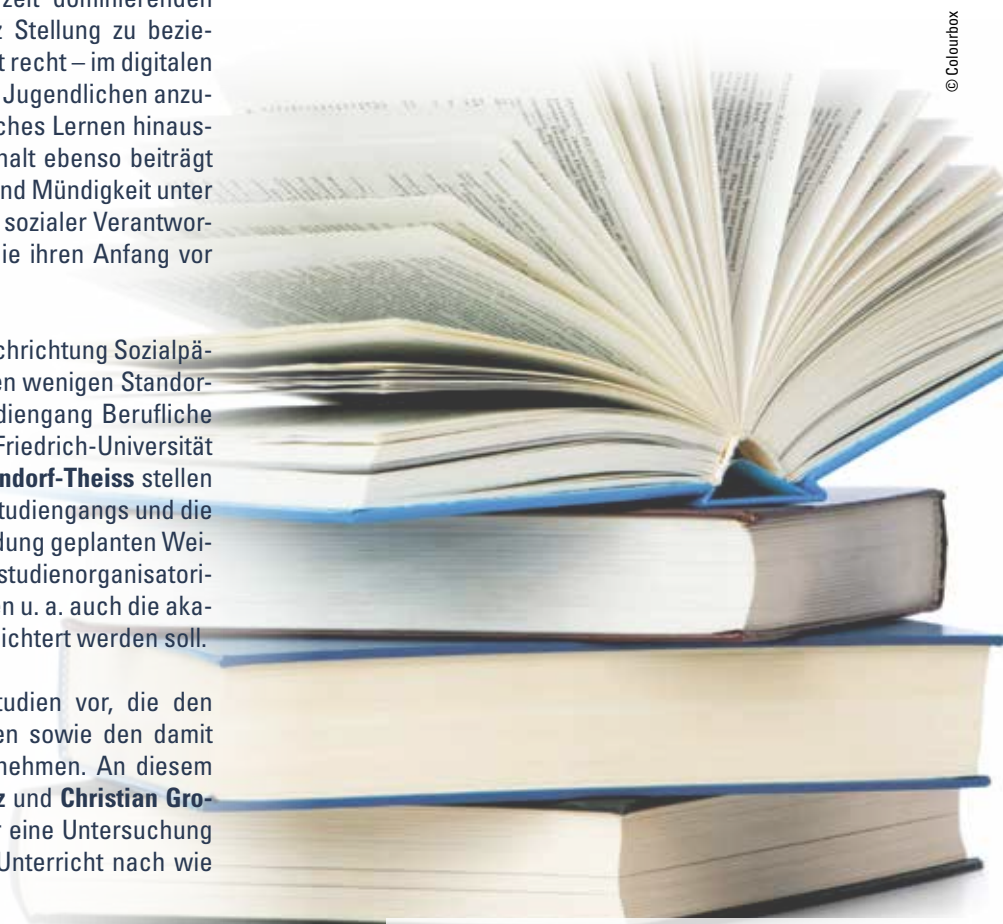 zeit dominierenden
z Stellung zu bezie-
t recht – im digitalen
Jugendlichen anzu-
ches Lernen hinaus-
halt ebenso beiträgt
nd Mündigkeit unter
sozialer Verantwor-
ie ihren Anfang vor
chrichtung Sozialpä-
en wenigen Standor-
diengang Berufliche
Friedrich-Universität
ndorf-Theiss stellen
tudiengangs und die
dung geplanten Wei-
studienorganisatori-
n u. a. auch die aka-
ichtert werden soll.
tudien vor, die den
en sowie den damit
nehmen. An diesem
z und Christian Gro-
r eine Untersuchung
Unterricht nach wie
© Colourbox